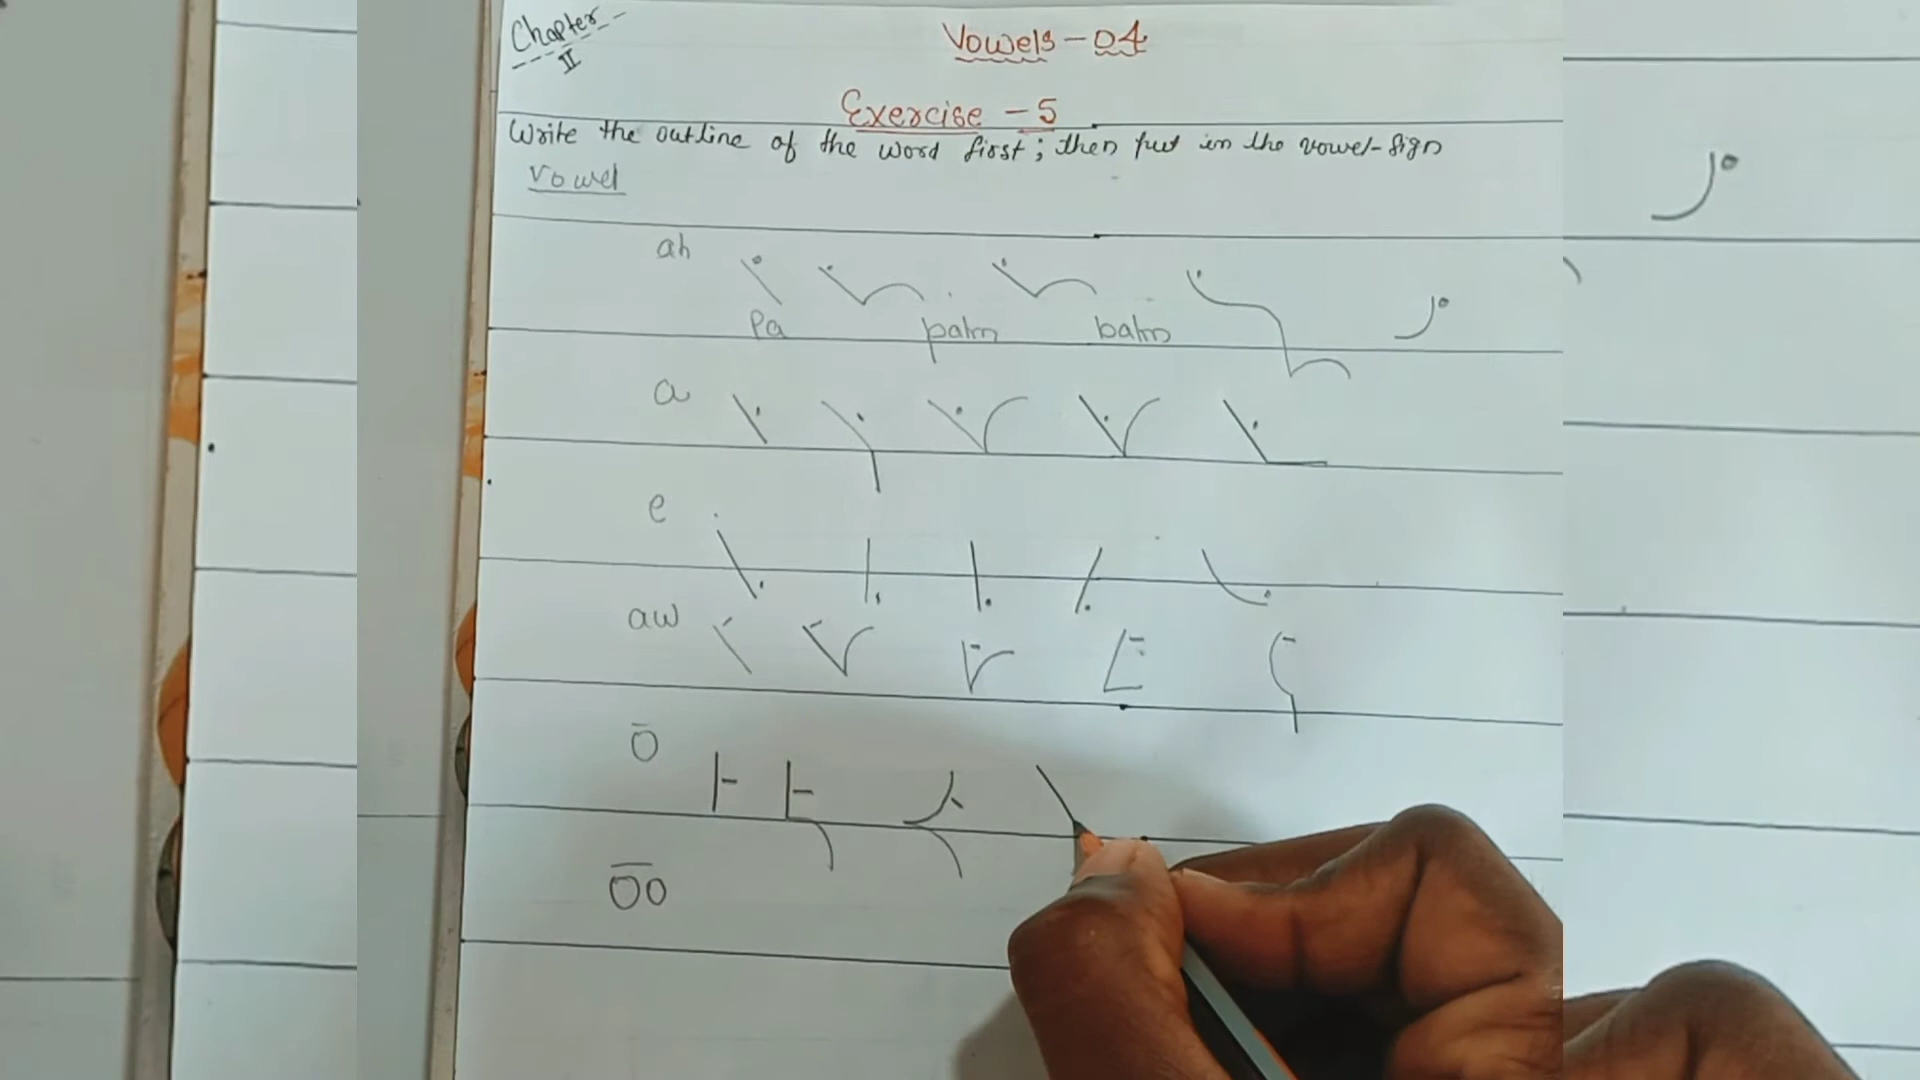 Chapter-
II
Vowels - 04
Exercise - 5
Write the outline of the word first; then put in the vowel-sign
Vowel
ah
Pa palm balm
a
e
aw
ō
ōo